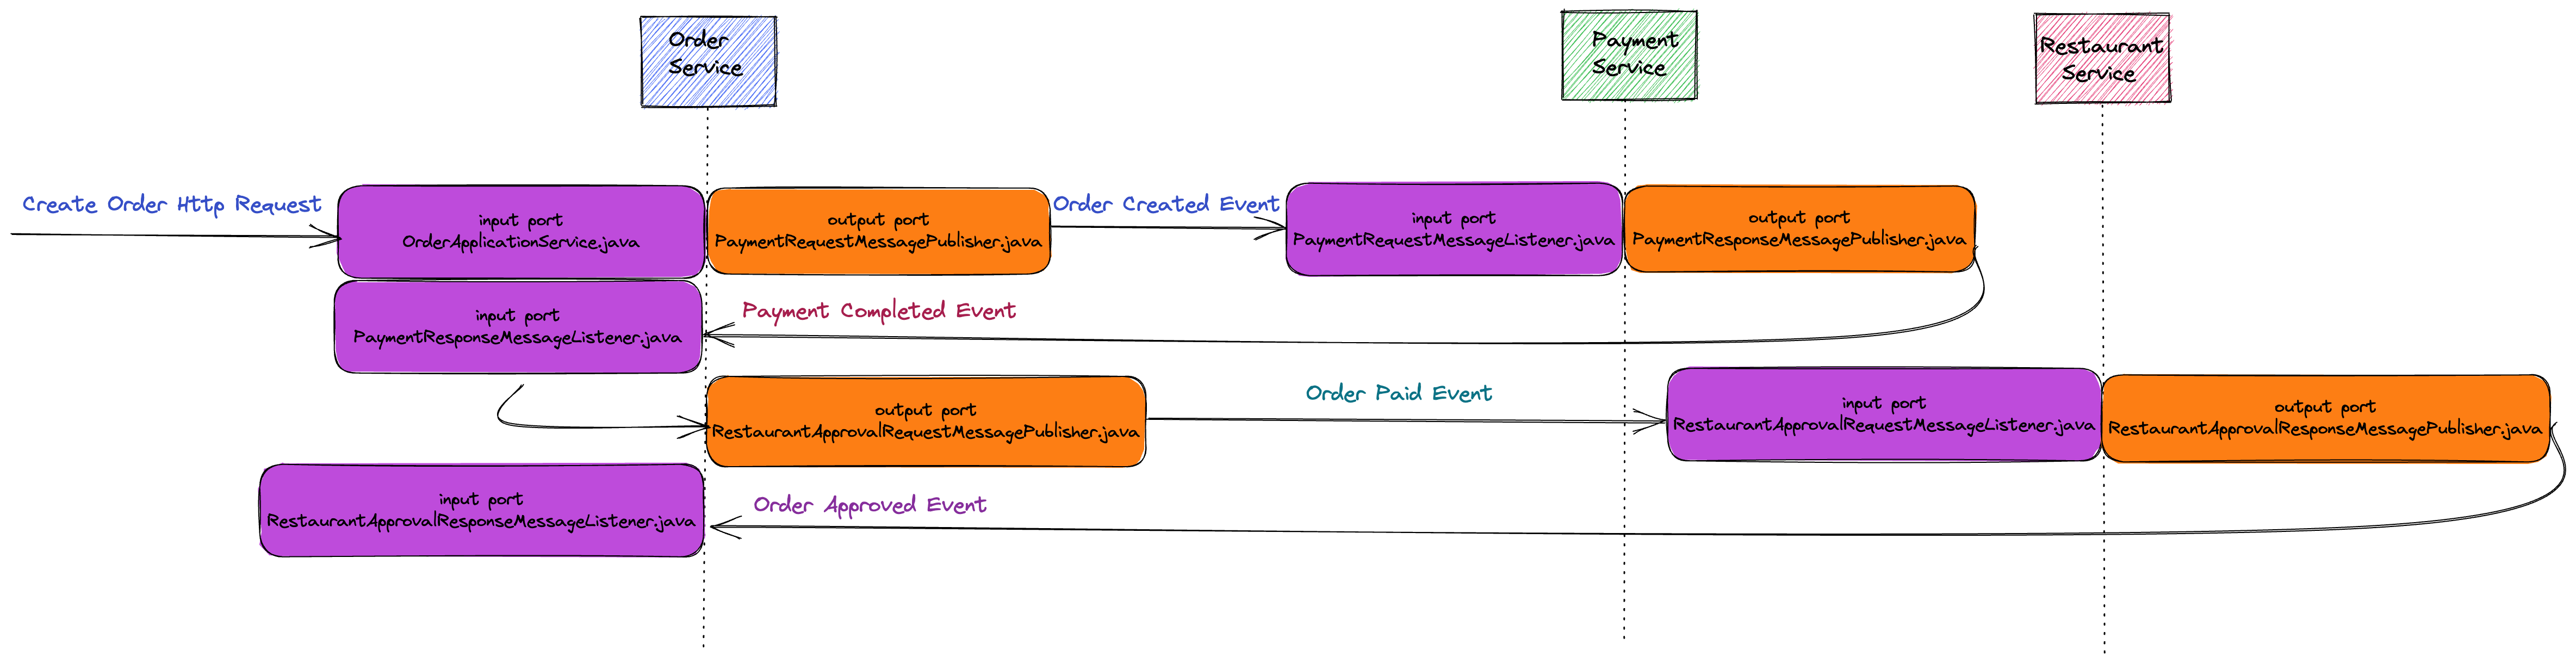 Order
Service
Payment
Service
Restaurant
Service
Create Order Http Request
input port
OrderApplicationService.java
output port
PaymentRequestMessagePublisher.java
Order Created Event
input port
PaymentRequestMessageListener.java
output port
PaymentResponseMessagePublisher.java
input port
PaymentResponseMessageListener.java
Payment Completed Event
output port
RestaurantApprovalRequestMessagePublisher.java
Order Paid Event
input port
RestaurantApprovalRequestMessageListener.java
output port
RestaurantApprovalResponseMessagePublisher.java
input port
RestaurantApprovalResponseMessageListener.java
Order Approved Event